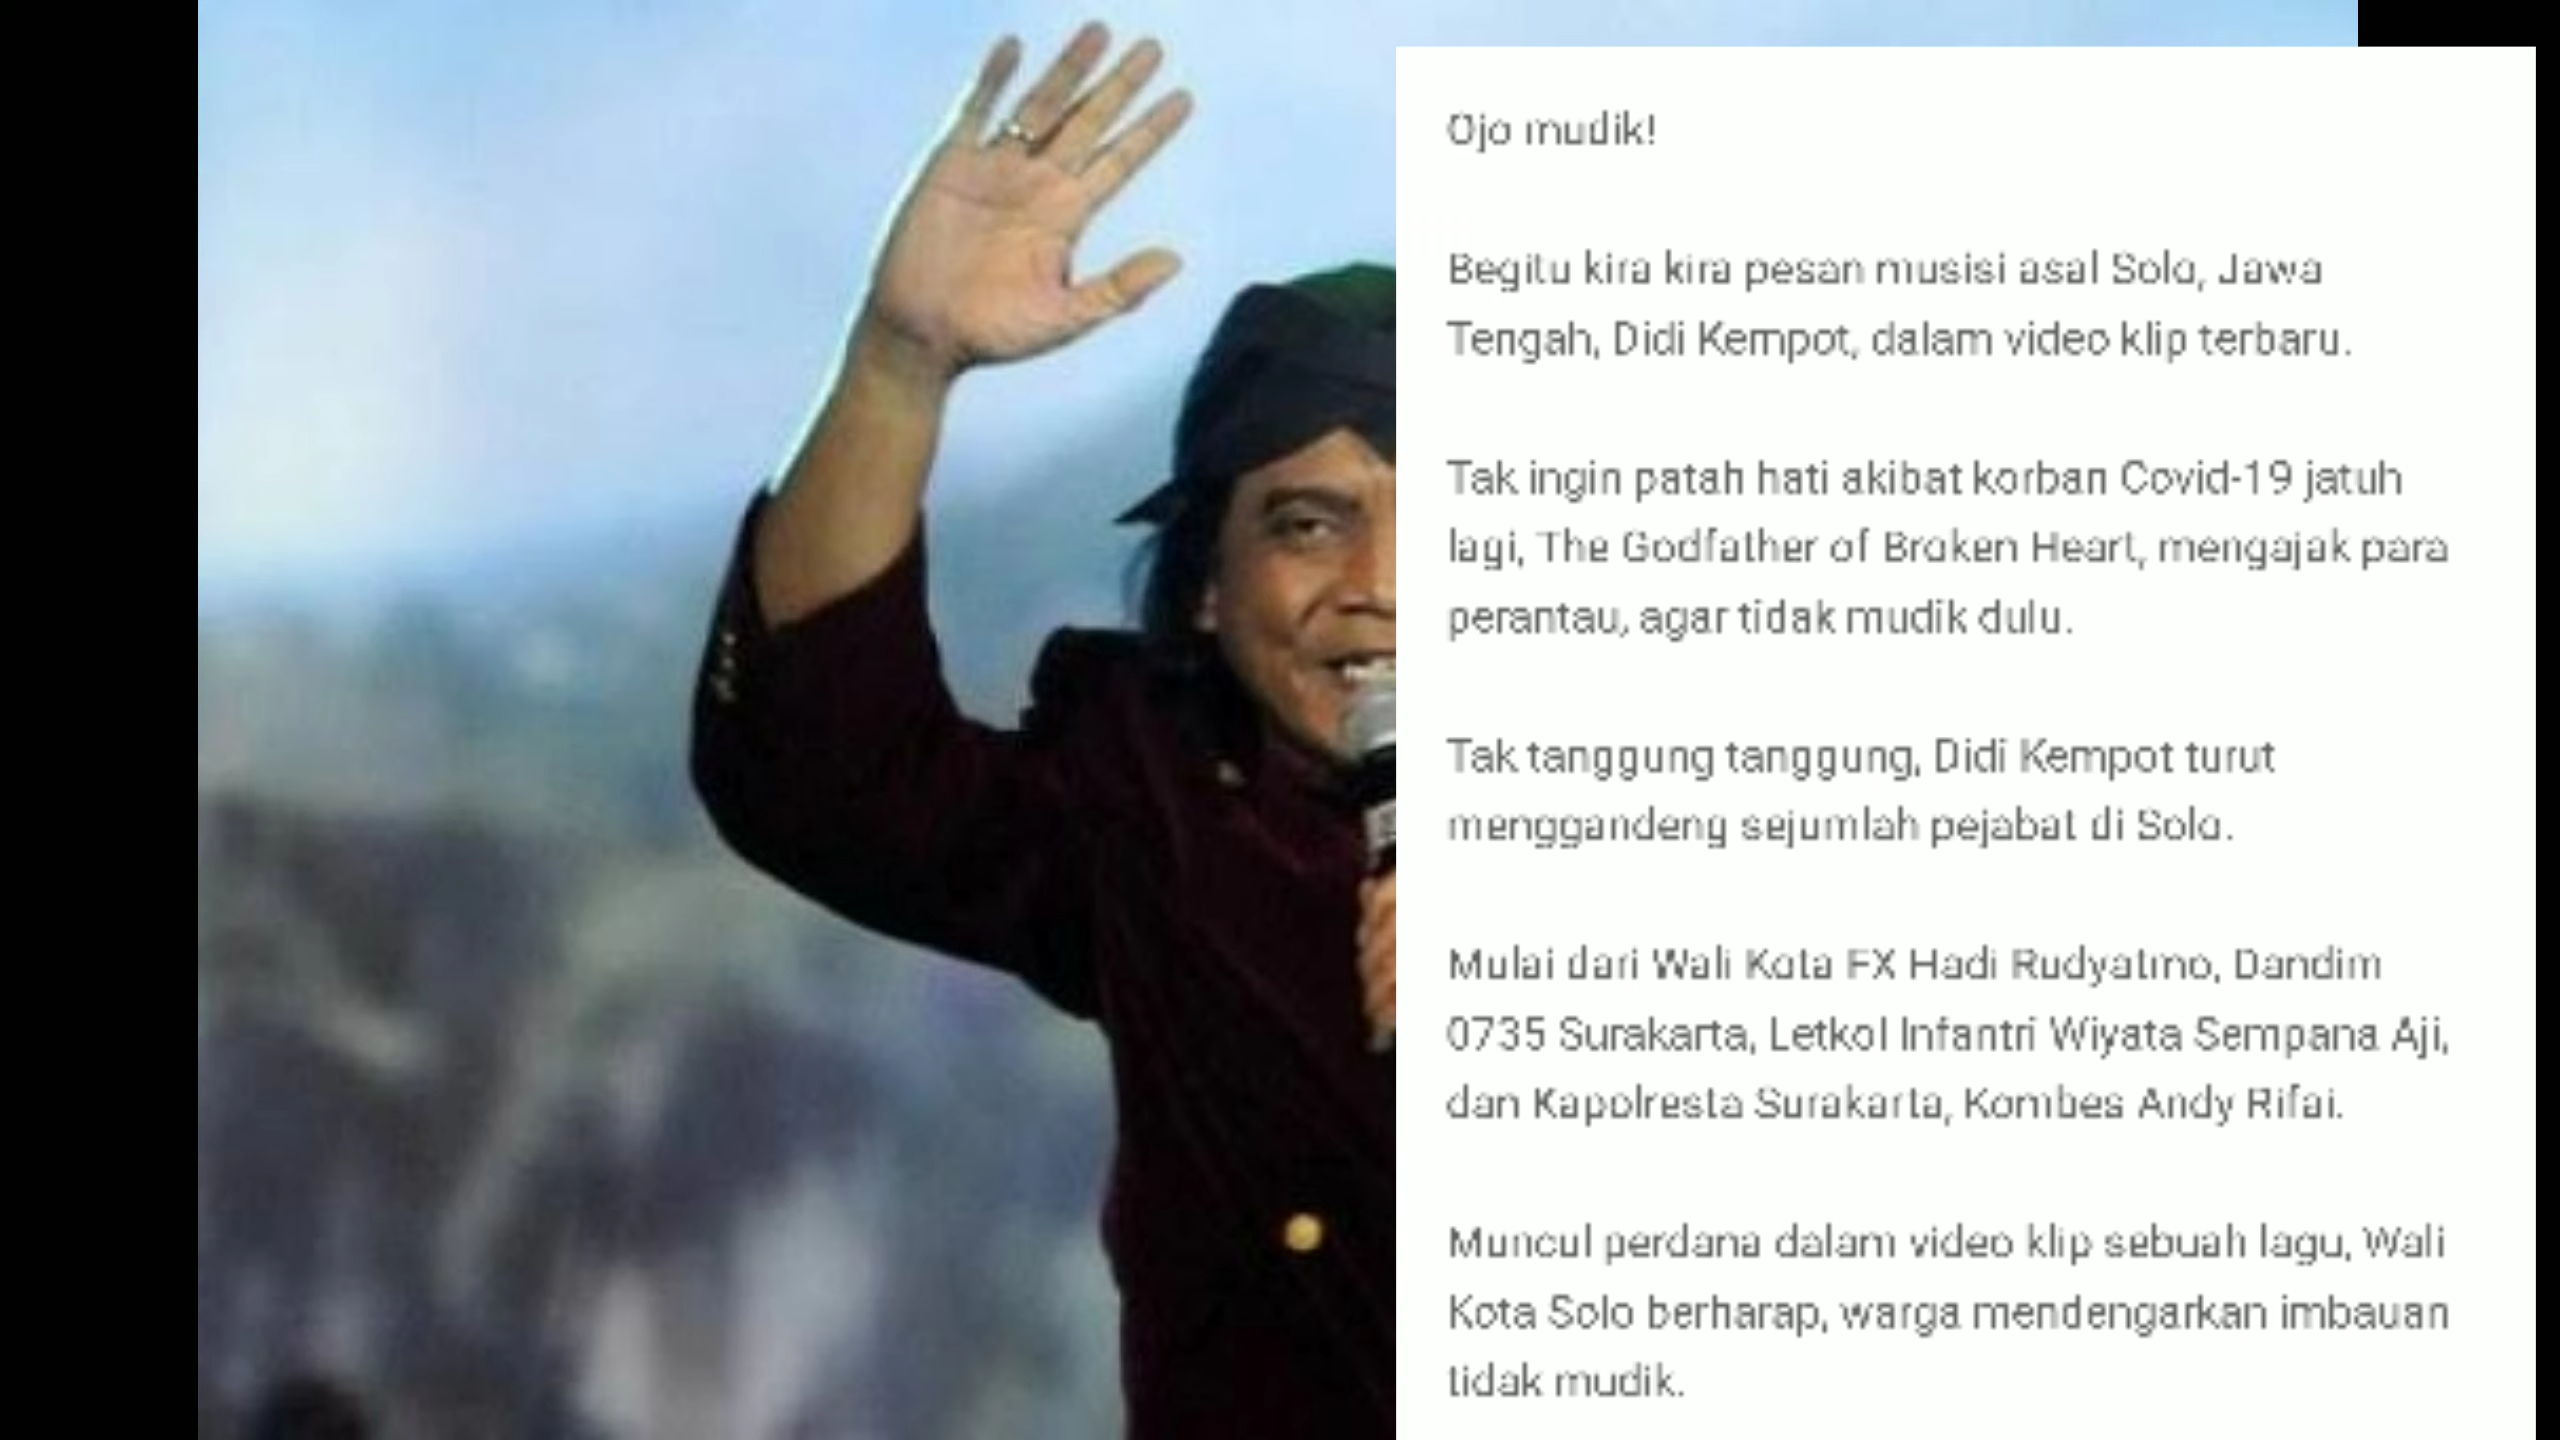 Ojo mudik!
Begitu kira kira pesan musisi asal Solo, Jawa
Tengah, Didi Kempot, dalam video klip terbaru.
Tak ingin patah hati akibat korban Covid-19 jatuh
lagi, The Godfather of Broken Heart, mengajak para
perantau, agar tidak mudik dulu.
Tak tanggung tanggung, Didi Kempot turut
menggandeng sejumlah pejabat di Solo.
Mulai dari Wali Kota FX Hadi Rudyatmo, Dandim
0735 Surakarta, Letkol Infantri Wiyata Sempana Aji,
dan Kapolresta Surakarta, Kombes Andy Rifai.
Muncul perdana dalam video klip sebuah lagu, Wali
Kota Solo berharap, warga mendengarkan imbauan
tidak mudik.